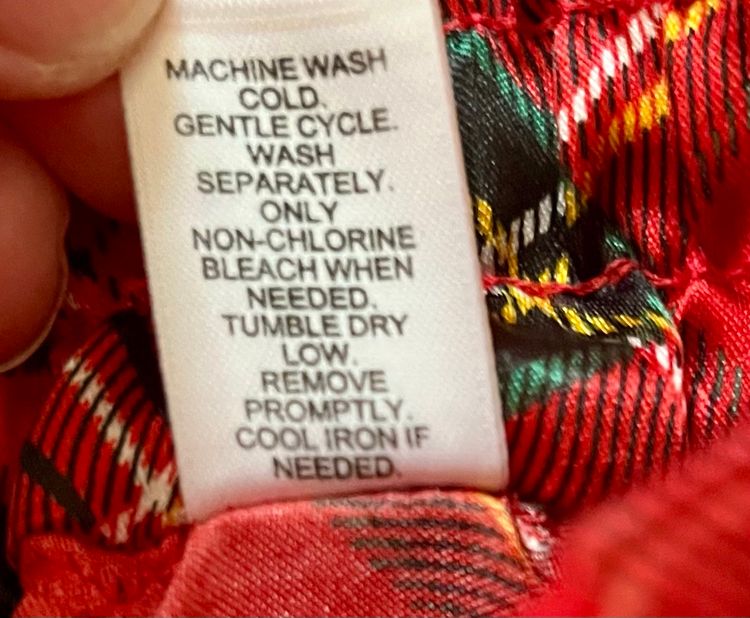 MACHINE WASH
COLD.
GENTLE CYCLE.
WASH
SEPARATELY.
ONLY
NON-CHLORINE
BLEACH WHEN
NEEDED.
TUMBLE DRY
LOW.
REMOVE
PROMPTLY.
COOL IRON IF
NEEDED.